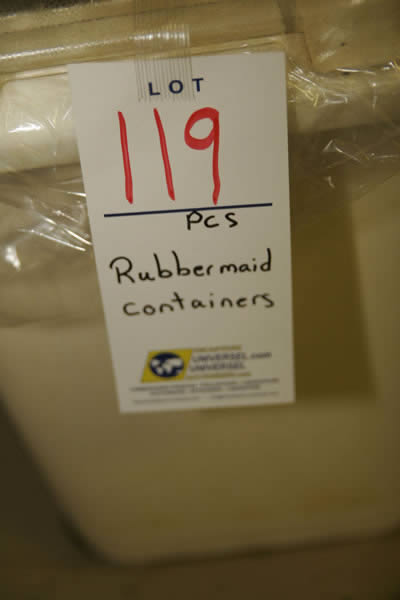 LOT
119
Pcs
Rubbermaid
containers
UNIVERSEL.com
UNIVERSEL